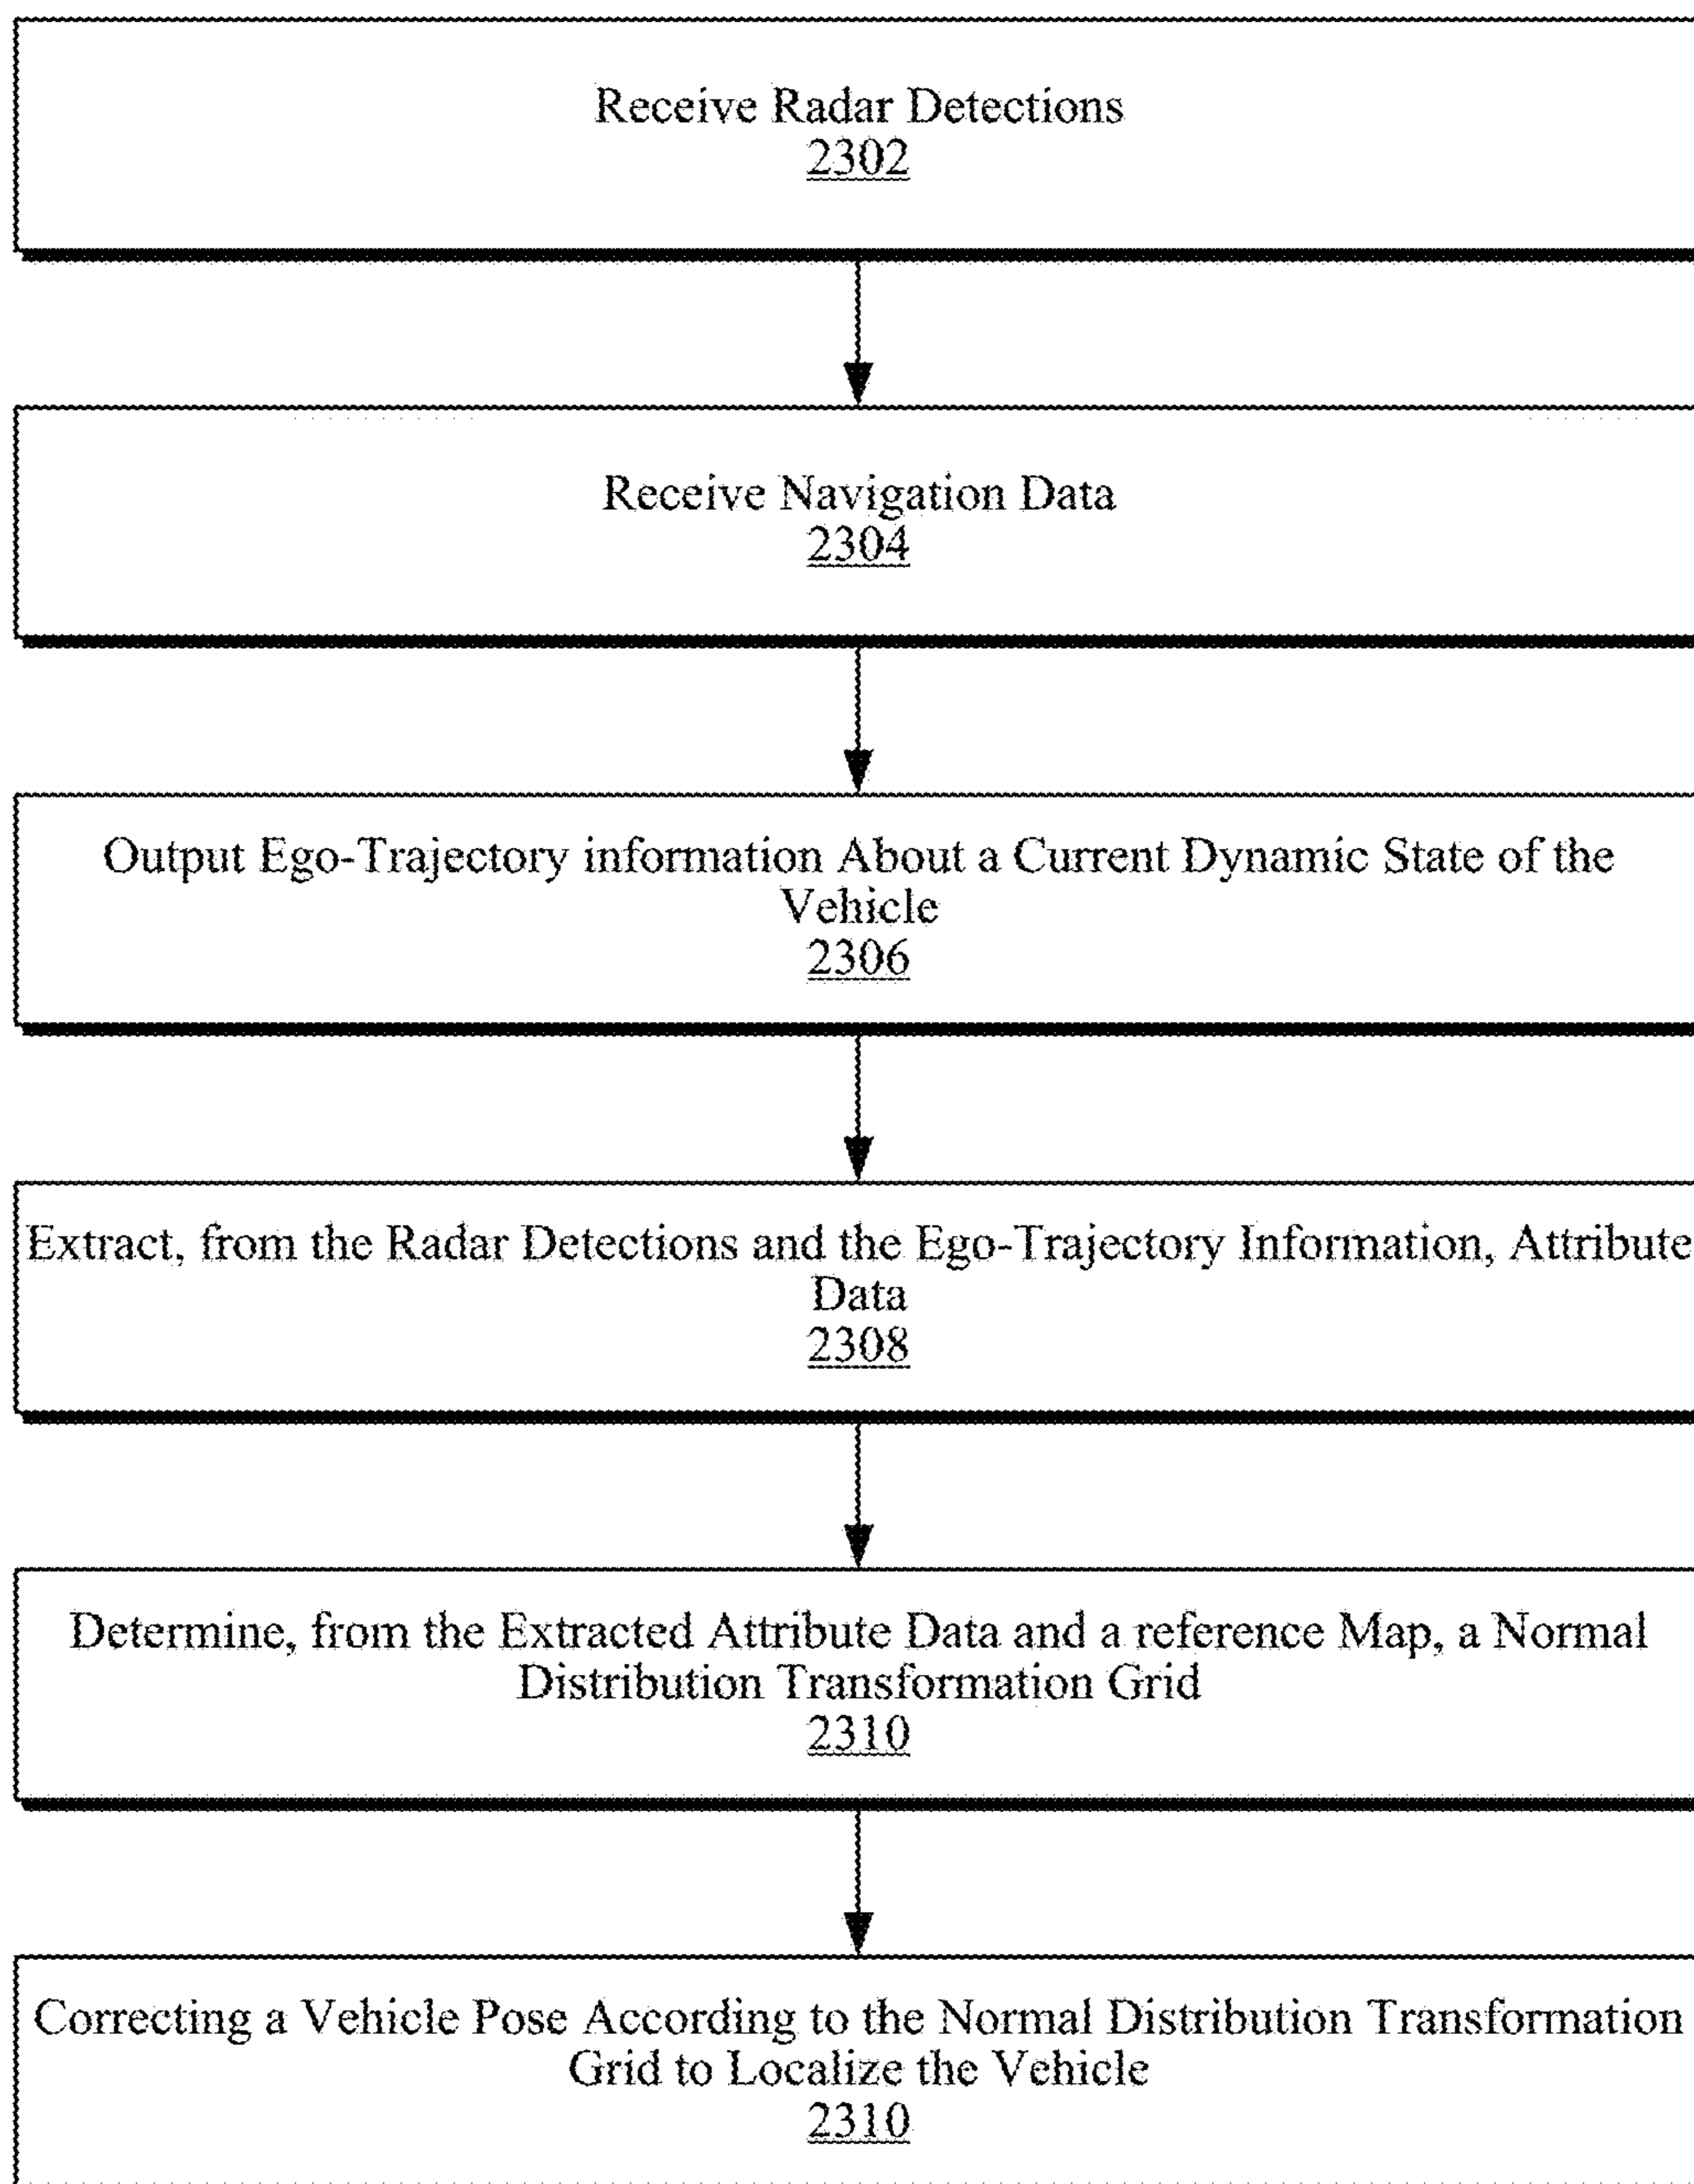 Receive Radar Detections
2302
Receive Navigation Data
2304
Output Ego-Trajectory information About a Current Dynamic State of the
Vehicle
2306
Extract, from the Radar Detections and the Ego-Trajectory Information, Attribute
Data
2308
Determine, from the Extracted Attribute Data and a reference Map, a Normal
Distribution Transformation Grid
2310
Correcting a Vehicle Pose According to the Normal Distribution Transformation
Grid to Localize the Vehicle
2310